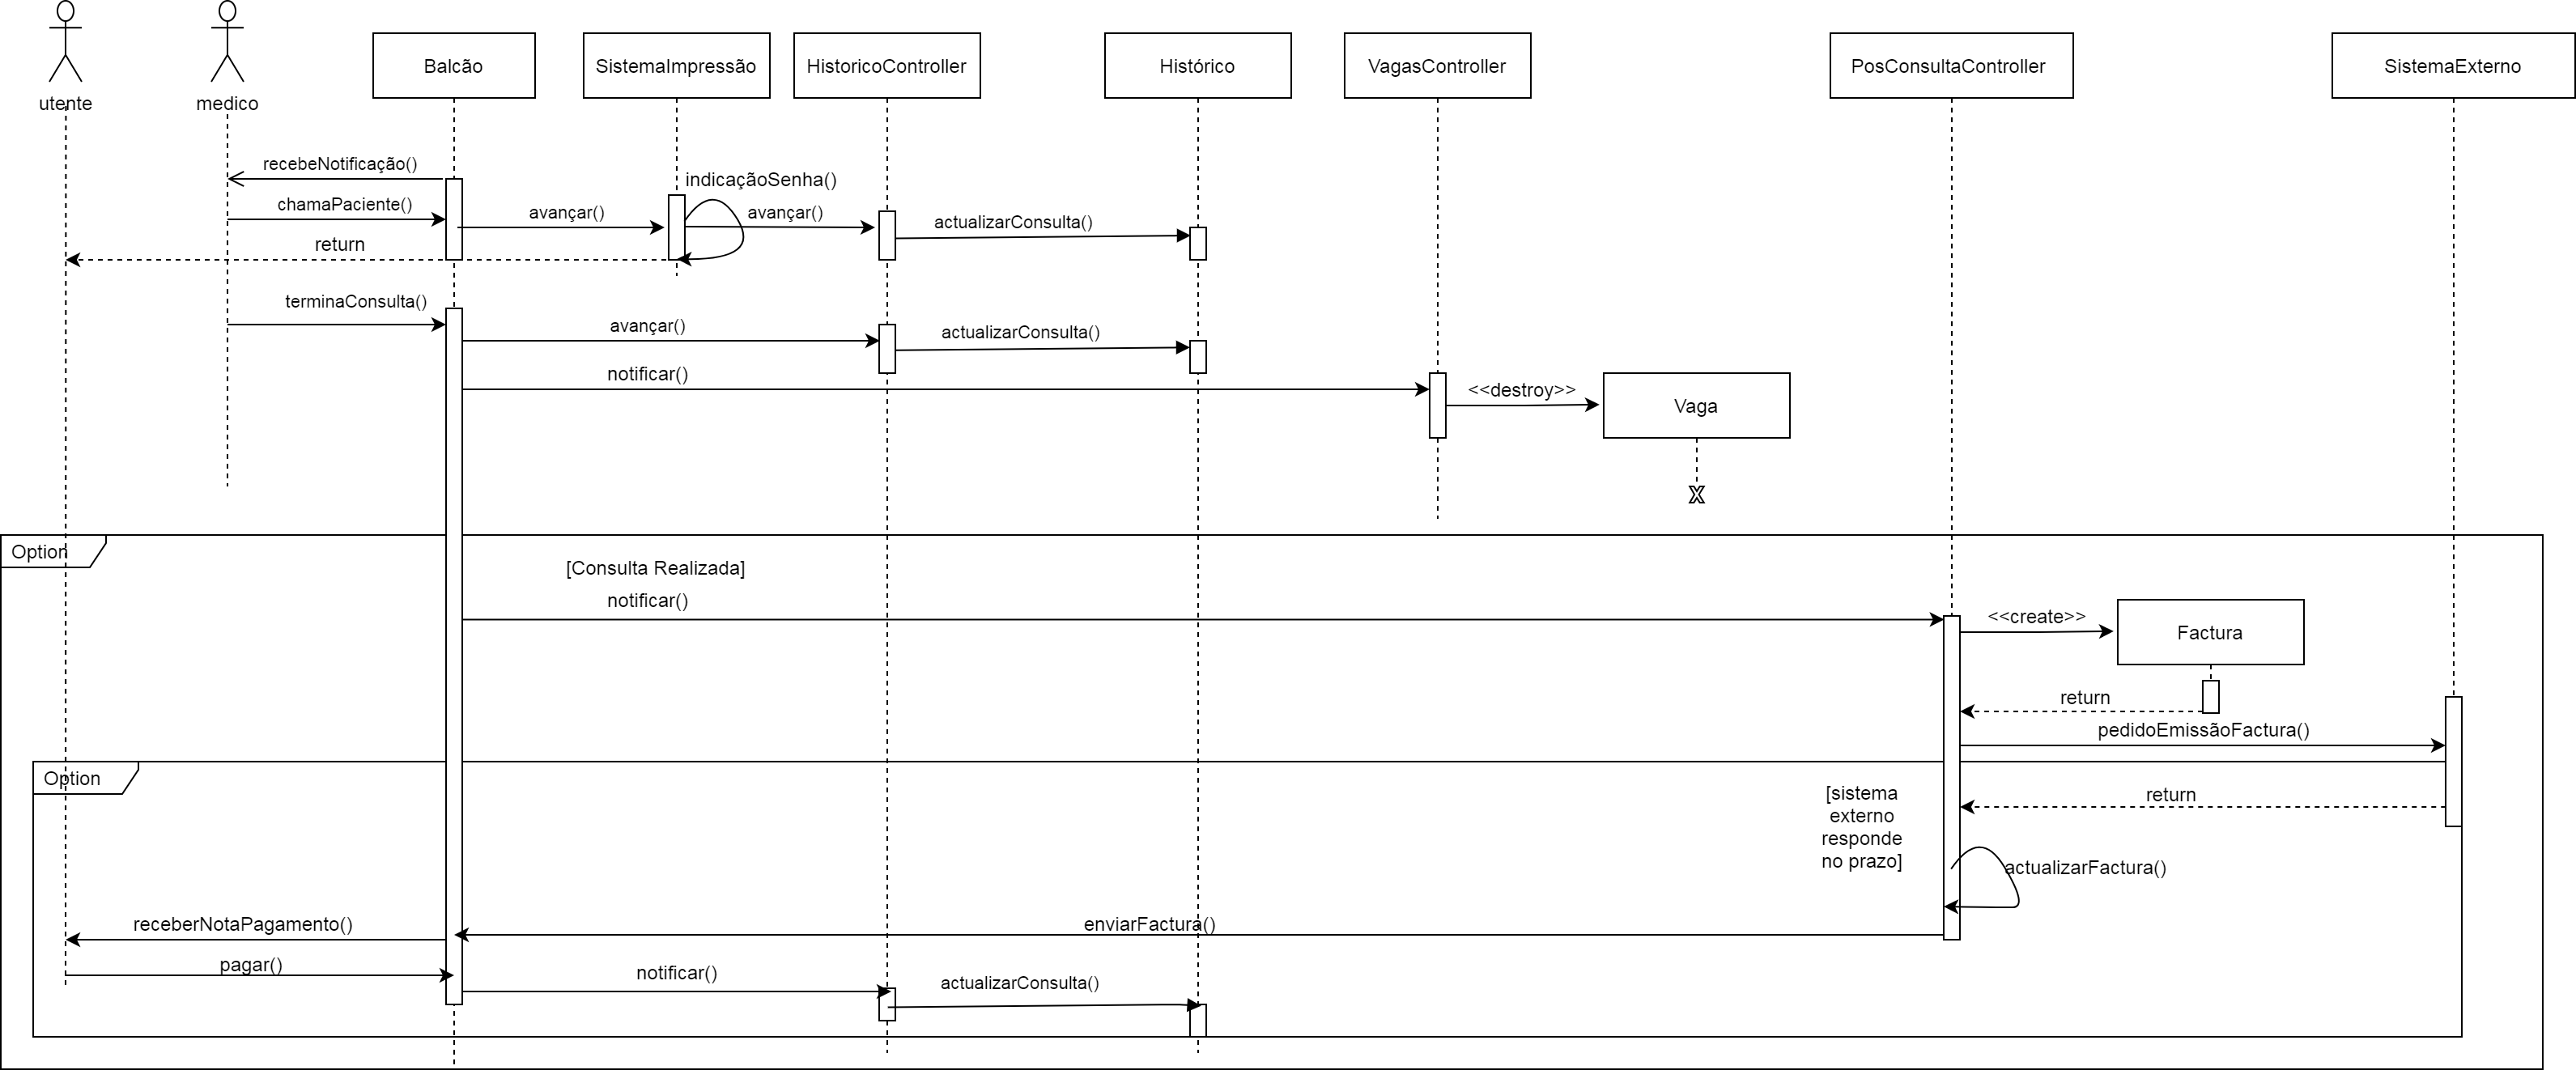 utente
medico
Balcão
SistemaImpressão
HistoricoController
Histórico
VagasController
PosConsultaController
SistemaExterno
recebeNotificação()
indicaçãoSenha()
chamaPaciente()
avançar()
avançar()
actualizarConsulta()
return
terminaConsulta()
avançar()
actualizarConsulta()
notificar()
<<destroy>>
Vaga
X
Option
[Consulta Realizada]
notificar()
<<create>>
Factura
return
pedidoEmissãoFactura()
Option
[sistema
externo
responde
no prazo]
return
actualizarFactura()
receberNotaPagamento()
enviarFactura()
pagar()
notificar()
actualizarConsulta()